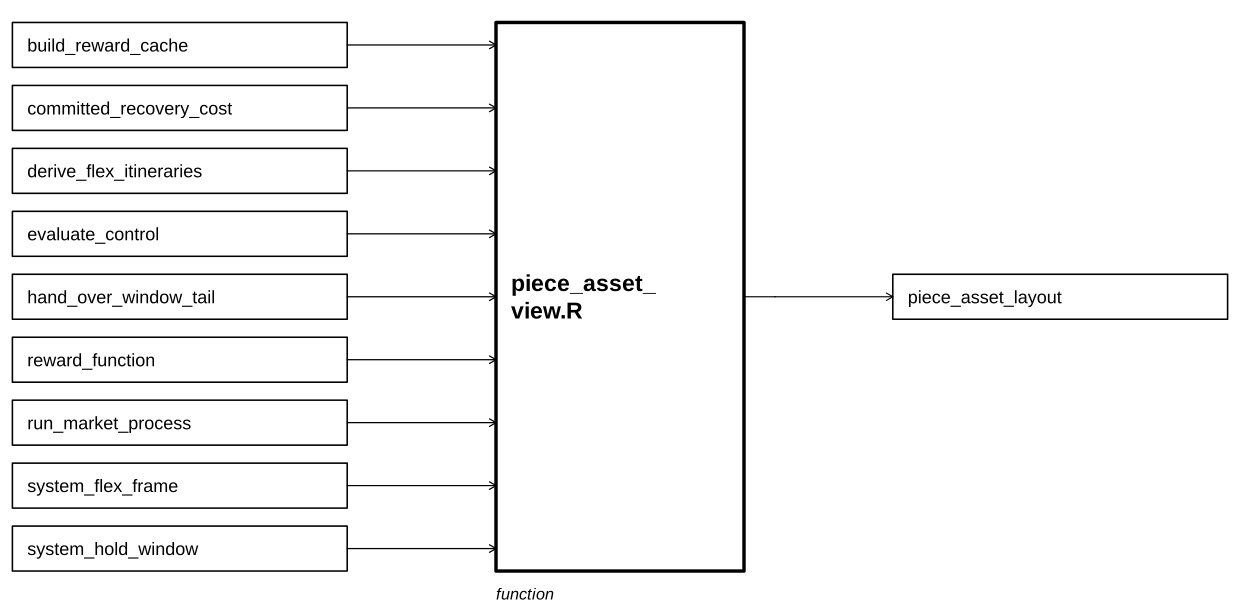 build_reward_cache
committed_recovery_cost
derive_flex_itineraries
evaluate_control
hand_over_window_tail
reward_function
run_market_process
system_flex_frame
system_hold_window
piece_asset_
view.R
function
piece_asset_layout